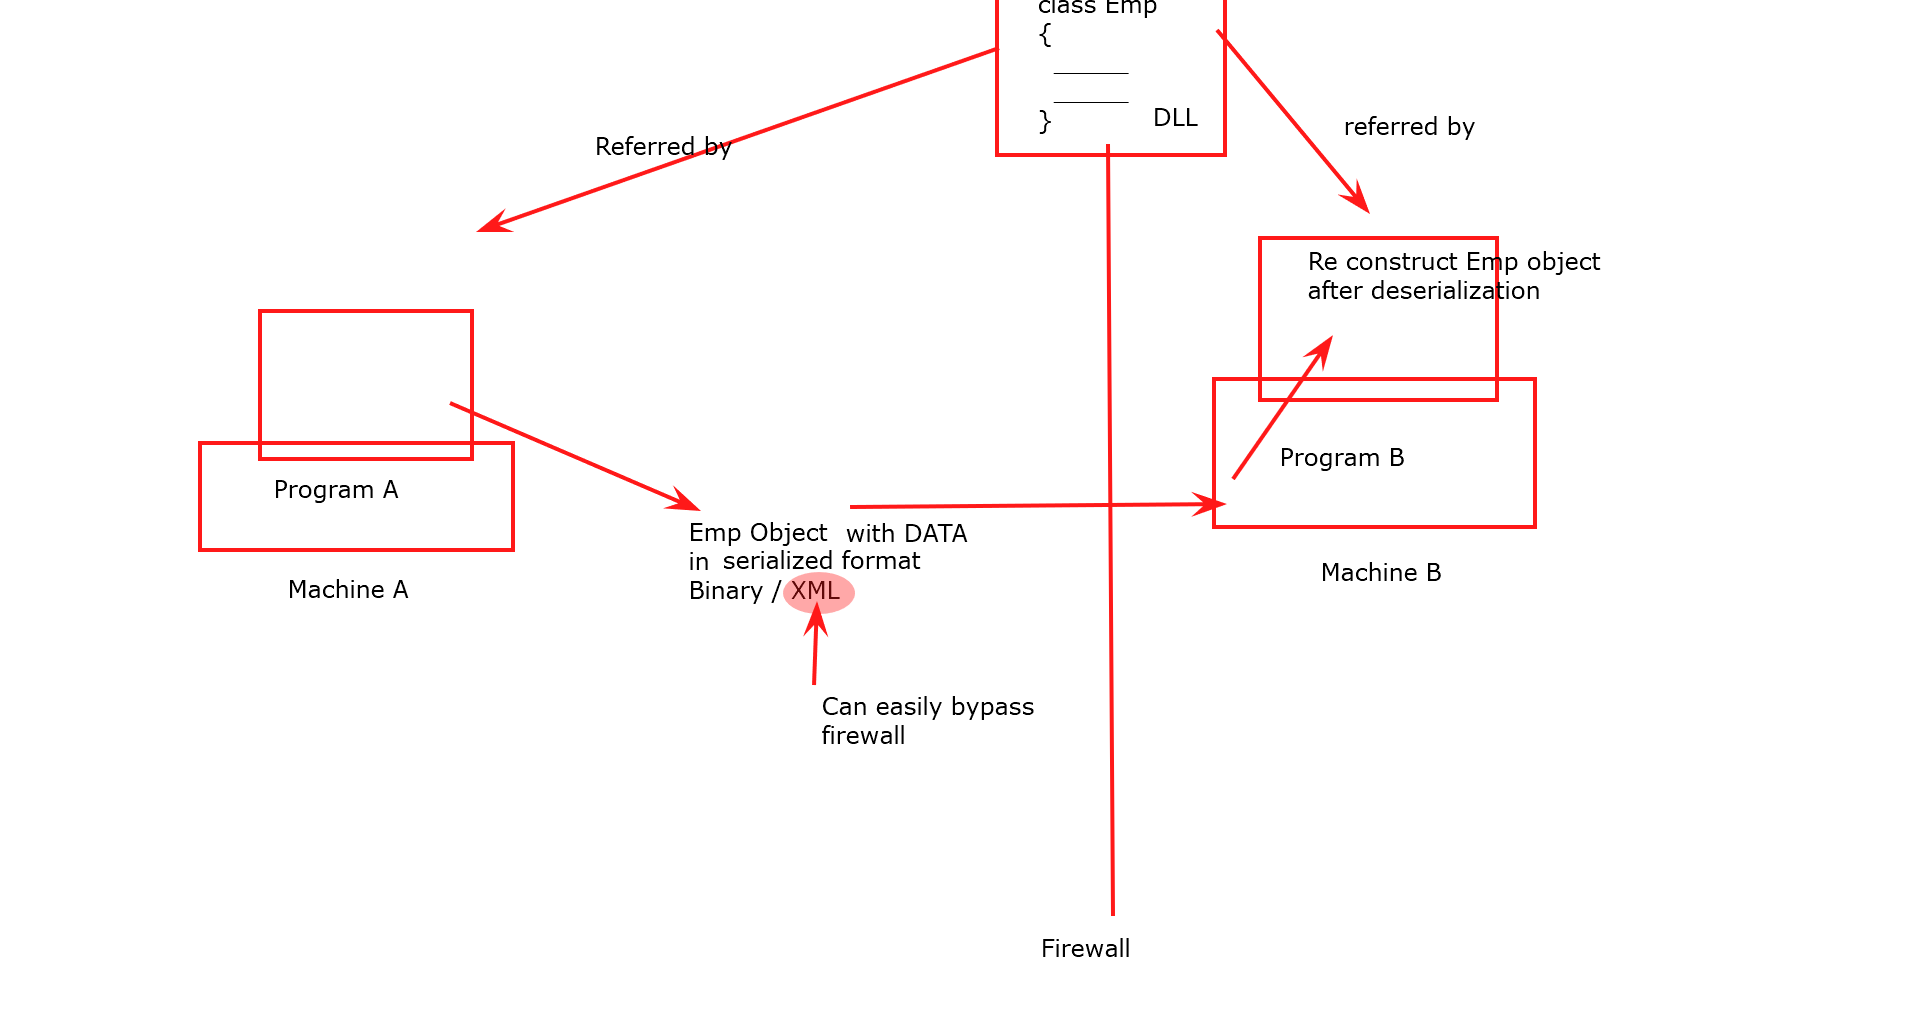 class Emp
{
______
______
}
DLL
Referred by
referred by
Re construct Emp object
after deserialization
Program A
Machine A
Program B
Machine B
Emp Object with DATA
in serialized format
Binary / XML
Can easily bypass
firewall
Firewall